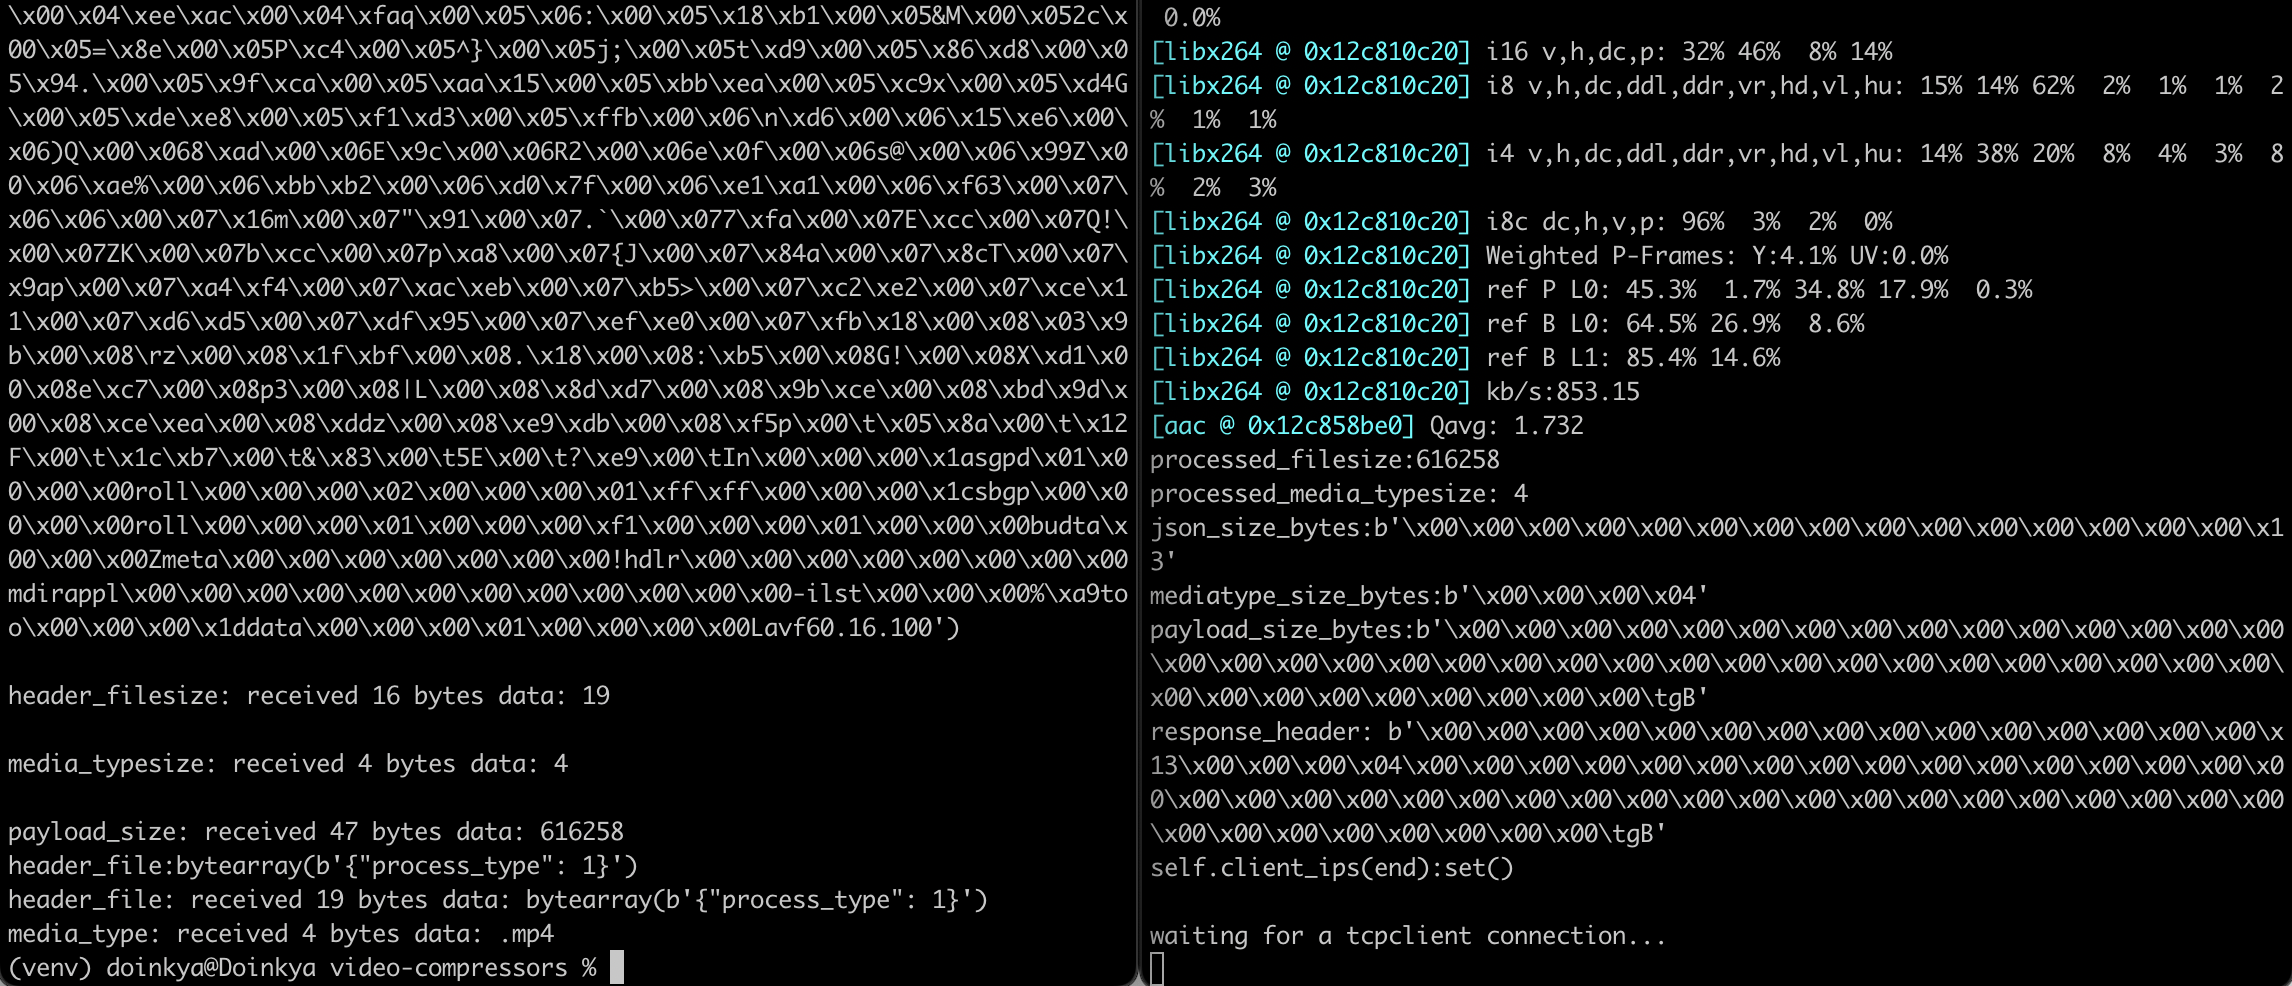 \x00\x04\xee\xac\x00\x04\xfaq\x00\x05\x06:\x00\x05\x18\xb1\x00\x05&M\x00\x052c\x
00\x05=\x8e\x00\x05P\xc4\x00\x05^}\x00\x05j;\x00\x05t\xd9\x00\x05\x86\xd8\x00\x0
5\x94.\x00\x05\x9f\xca\x00\x05\xaa\x15\x00\x05\xbb\xea\x00\x05\xc9x\x00\x05\xd4G
\x00\x05\xde\xe8\x00\x05\xf1\xd3\x00\x05\xffb\x00\x06\n\xd6\x00\x06\x15\xe6\x00\
x06)Q\x00\x068\xad\x00\x06E\x9c\x00\x06R2\x00\x06e\x0f\x00\x06s@\x00\x06\x99Z\x0
0\x06\xae%\x00\x06\xbb\xb2\x00\x06\xd0\x7f\x00\x06\xe1\xa1\x00\x06\xf63\x00\x07\
x06\x06\x00\x07\x16m\x00\x07"\x91\x00\x07.`\x00\x077\xfa\x00\x07E\xcc\x00\x07Q!\
x00\x07ZK\x00\x07b\xcc\x00\x07p\xa8\x00\x07{J\x00\x07\x84a\x00\x07\x8cT\x00\x07\
x9ap\x00\x07\xa4\xf4\x00\x07\xac\xeb\x00\x07\xb5>\x00\x07\xc2\xe2\x00\x07\xce\x1
1\x00\x07\xd6\xd5\x00\x07\xdf\x95\x00\x07\xef\xe0\x00\x07\xfb\x18\x00\x08\x03\x9
b\x00\x08\rz\x00\x08\x1f\xbf\x00\x08.\x18\x00\x08:\xb5\x00\x08G!\x00\x08X\xd1\x0
0\x08e\xc7\x00\x08p3\x00\x08|L\x00\x08\x8d\xd7\x00\x08\x9b\xce\x00\x08\xbd\x9d\x
00\x08\xce\xea\x00\x08\xddz\x00\x08\xe9\xdb\x00\x08\xf5p\x00\t\x05\x8a\x00\t\x12
F\x00\t\x1c\xb7\x00\t&\x83\x00\t5E\x00\t?\xe9\x00\tIn\x00\x00\x00\x1asgpd\x01\x0
0\x00\x00roll\x00\x00\x00\x02\x00\x00\x00\x01\xff\xff\x00\x00\x00\x1csbgp\x00\x0
0\x00\x00roll\x00\x00\x00\x01\x00\x00\xf1\x00\x00\x00\x01\x00\x00\x00budta\x
00\x00\x00Zmeta\x00\x00\x00\x00\x00\x00\x00!hdlr\x00\x00\x00\x00\x00\x00\x00\x00
mdirappl\x00\x00\x00\x00\x00\x00\x00\x00\x00\x00\x00\x00-ilst\x00\x00\x00%\xa9to
o\x00\x00\x00\x1ddata\x00\x00\x00\x01\x00\x00\x00\x00Lavf60.16.100')
header_filesize: received 16 bytes data: 19
media_typesize: received 4 bytes data: 4
payload_size: received 47 bytes data: 616258
header_file:bytearray(b'{"process_type": 1}')
header_file: received 19 bytes data: bytearray(b'{"process_type": 1}')
media_type: received 4 bytes data: .mp4
(venv) doinkya@Doinkya video-compressors %
0.0%
[libx264 @ 0x12c810c20] i16 v,h,dc,p: 32% 46%  8% 14%
[libx264 @ 0x12c810c20] i8 v,h,dc,ddl,ddr,vr,hd,vl,hu: 15% 14% 62%  2%  1%  1%  2
%  1%  1%
[libx264 @ 0x12c810c20] i4 v,h,dc,ddl,ddr,vr,hd,vl,hu: 14% 38% 20%  8%  4%  3%  8
%  2%  3%
[libx264 @ 0x12c810c20] i8c dc,h,v,p: 96%  3%  2%  0%
[libx264 @ 0x12c810c20] Weighted P-Frames: Y:4.1% UV:0.0%
[libx264 @ 0x12c810c20] ref P L0: 45.3%  1.7% 34.8% 17.9%  0.3%
[libx264 @ 0x12c810c20] ref B L0: 64.5% 26.9%  8.6%
[libx264 @ 0x12c810c20] ref B L1: 85.4% 14.6%
[libx264 @ 0x12c810c20] kb/s:853.15
[aac @ 0x12c858be0] Qavg: 1.732
processed_filesize:616258
processed_media_typesize: 4
json_size_bytes:b'\x00\x00\x00\x00\x00\x00\x00\x00\x00\x00\x00\x00\x00\x00\x00\x1
3'
mediatype_size_bytes:b'\x00\x00\x00\x04'
payload_size_bytes:b'\x00\x00\x00\x00\x00\x00\x00\x00\x00\x00\x00\x00\x00\x00\x00
\x00\x00\x00\x00\x00\x00\x00\x00\x00\x00\x00\x00\x00\x00\x00\x00\x00\x00\x00\x00\
x00\x00\x00\x00\x00\x00\x00\x00\x00\tgB'
response_header: b'\x00\x00\x00\x00\x00\x00\x00\x00\x00\x00\x00\x00\x00\x00\x00\x
13\x00\x00\x00\x04\x00\x00\x00\x00\x00\x00\x00\x00\x00\x00\x00\x00\x00\x00\x00\x0
0\x00\x00\x00\x00\x00\x00\x00\x00\x00\x00\x00\x00\x00\x00\x00\x00\x00\x00\x00\x00
\x00\x00\x00\x00\x00\x00\x00\x00\tgB'
self.client_ips(end):set()
waiting for a tcpclient connection...